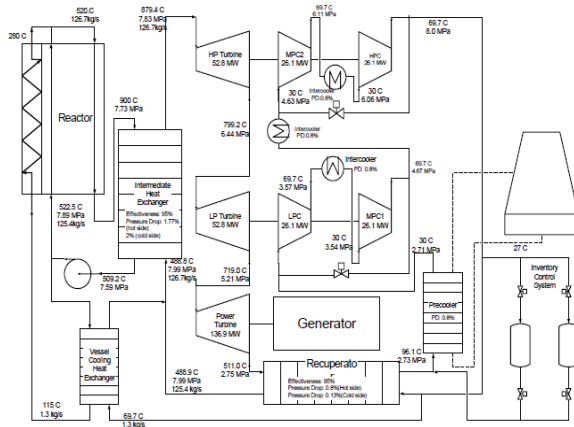 520.C
126.7kg/s
280 C
Reactor
522.5 C
7.89 MPa
125.4kg/s
509.2 C
7.59 MPa
Vessel
Cooling
Heat
Exchanger
115 C
1.3 kg/s
69.7 C
1.3 kg/s
879.4 C
7.83 MPa
126.7kg/s
900 C
7.73 MPa
Intermediate
Heat
Exchanger
Effectiveness: 95%
Pressure Drop: 1.77%
(hot side)
2% (cold side)
488.8 C
7.99 MPa
126.7kg/s
488.9 C
7.99 MPa
125.4 kg/s
HP Turbine
52.8 MW
799.2 C
6.44 MPa
LP Turbine
52.8 MW
719.0 C
5.21 MPa
Power
Turbine
136.9 MW
511.0 C
2.75 MPa
Generator
Recuperato
Effectiveness: 95%
Pressure Drop: 0.8%(Hot side)
Pressure Drop: 0.13%(Cold side)
MPC2
26.1 MW
69.7 C
6.11 MPa
HPC
26.1 MW
69.7 C
8.0 MPa
Intercooler
PD:0.8%
30 C
4.63 MPa
30 C
6.06 MPa
Intercooler
PD:0.8%
69.7 C
3.57 MPa
Intercooler
PD: 0.8%
69.7 C
4.67 MPa
LPC
26.1 MW
MPC1
26.1 MW
30 C
3.54 MPa
30 C
2.71 MPa
Precooler
PD: 0.8%
96.1 C
2.73 MPa
27 C
Inventory
Control
System